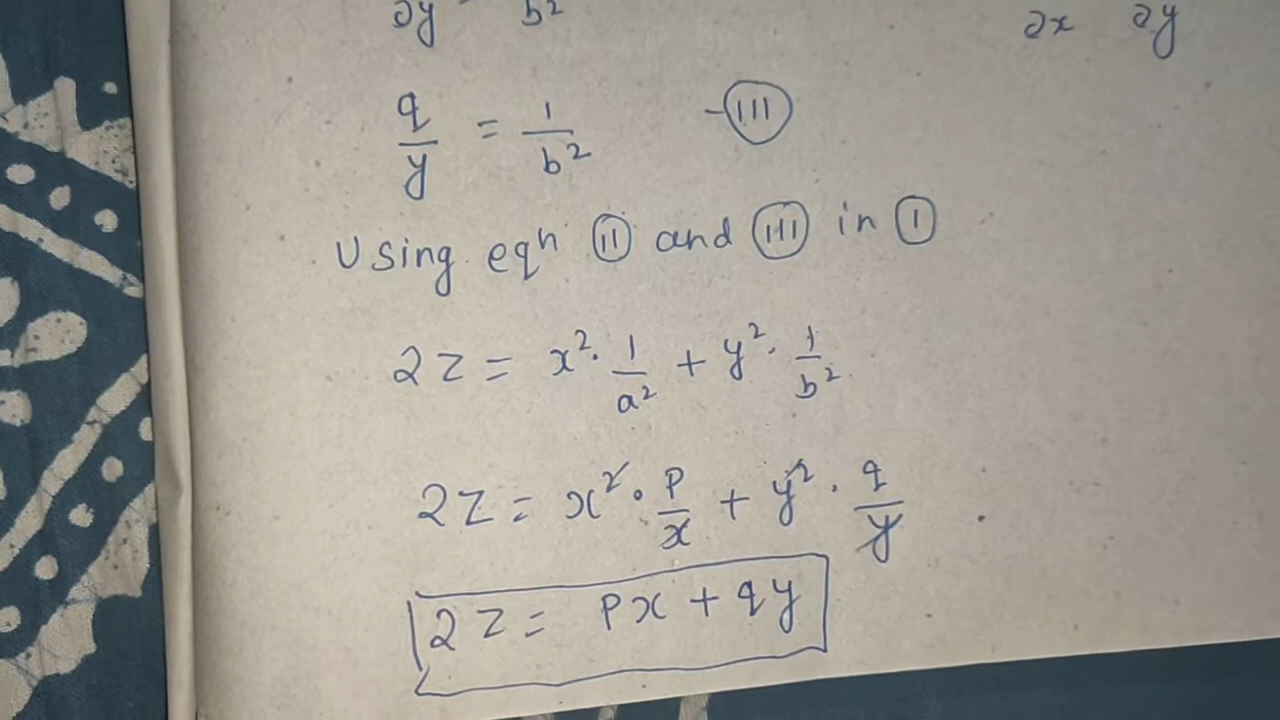 ∂y b²
∂x ∂y
q/y = 1/b² -(III)
Using eqⁿ (II) and (III) in (I)
2z = x². 1/a² + y². 1/b²
2z = x² . p/x + y² . q/y
2z = px + qy